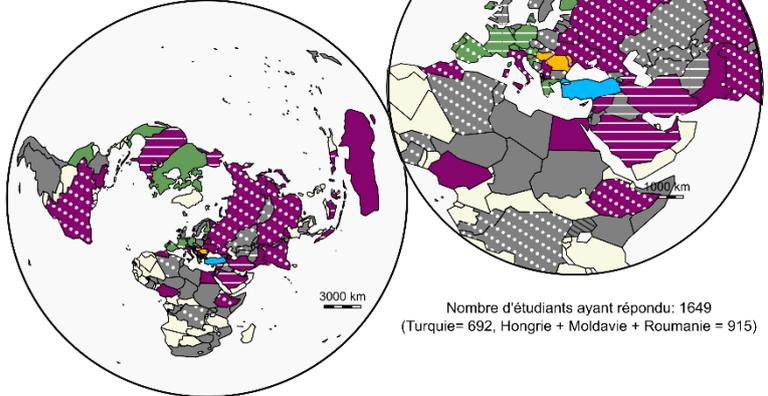 1000 km
3000 km
Nombre d'étudiants ayant répondu: 1649
(Turquie= 692, Hongrie + Moldavie + Roumanie = 915)